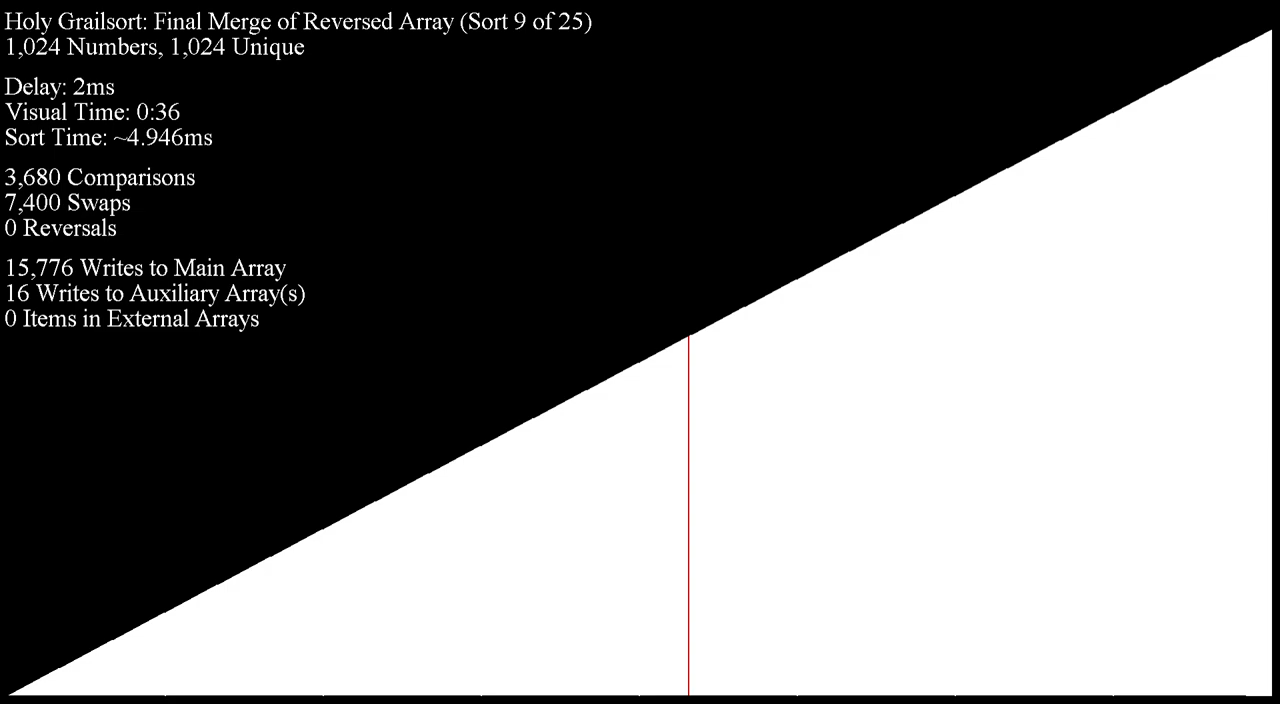 Holy Grailsort: Final Merge of Reversed Array (Sort 9 of 25)
1,024 Numbers, 1,024 Unique
Delay: 2ms
Visual Time: 0:36
Sort Time: ~4.946ms
3,680 Comparisons
7,400 Swaps
0 Reversals
15,776 Writes to Main Array
16 Writes to Auxiliary Array(s)
0 Items in External Arrays